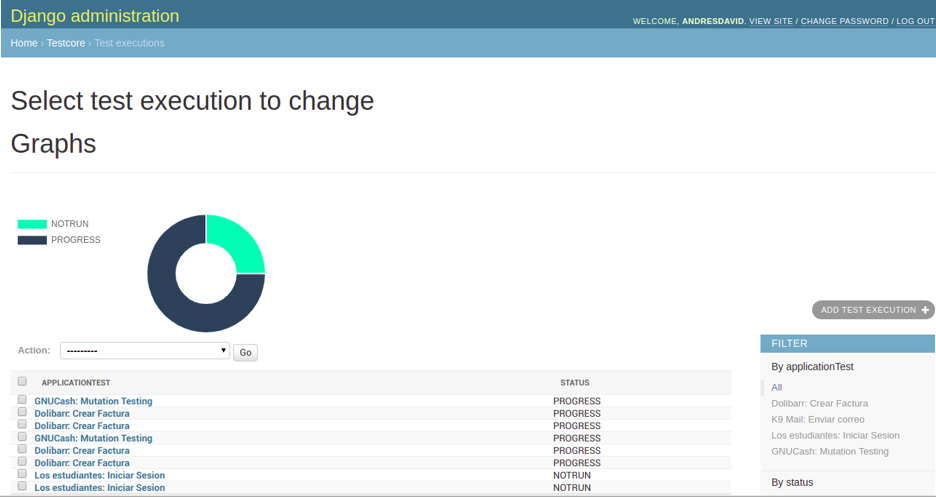 Django administration
WELCOME, ANDRESDAVID. VIEW SITE / CHANGE PASSWORD / LOG OUT
Home › Testcore › Test executions
Select test execution to change
Graphs
NOTRUN
PROGRESS
ADD TEST EXECUTION +
Action: --------- Go
FILTER
By applicationTest
All
Dolibarr: Crear Factura
K9 Mail: Enviar correo
Los estudiantes: Iniciar Sesion
GNUCash: Mutation Testing
By status
APPLICATIONTEST STATUS
GNUCash: Mutation Testing PROGRESS
Dolibarr: Crear Factura PROGRESS
Dolibarr: Crear Factura PROGRESS
GNUCash: Mutation Testing PROGRESS
Dolibarr: Crear Factura PROGRESS
Dolibarr: Crear Factura PROGRESS
Los estudiantes: Iniciar Sesion NOTRUN
Los estudiantes: Iniciar Sesion NOTRUN